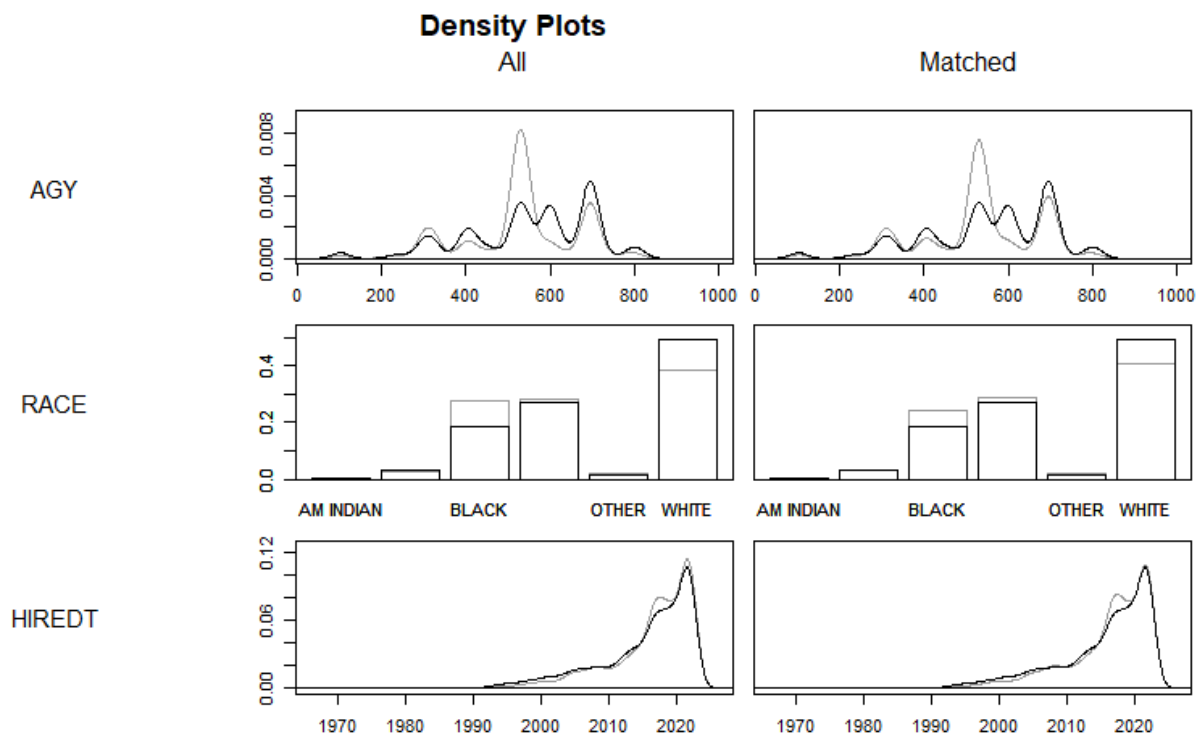 Density Plots
All
Matched
AGY
0.000 0.004 0.008
0 200 400 600 800 1000
0 200 400 600 800 1000
RACE
0.0 0.2 0.4
AM INDIAN BLACK OTHER WHITE
AM INDIAN BLACK OTHER WHITE
HIREDT
0.00 0.06 0.12
1970 1980 1990 2000 2010 2020
1970 1980 1990 2000 2010 2020